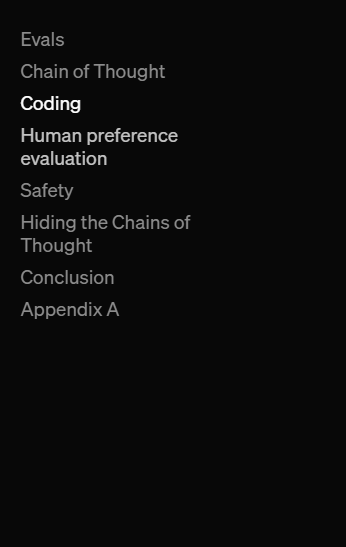 Evals
Chain of Thought
Coding
Human preference
evaluation
Safety
Hiding the Chains of
Thought
Conclusion
Appendix A